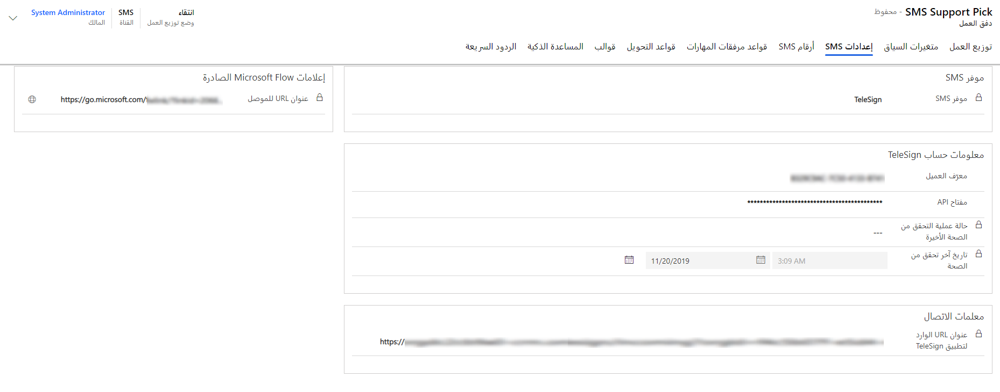 SMS Support Pick - محفوظ
دفق العمل
انتقاء
وضع توزيع العمل
SMS
القناة
System Administrator
المالك
توزيع العمل
متغيرات السياق
إعدادات SMS
أرقام SMS
قواعد مرفقات المهارات
قواعد التحويل
قوالب
المساعدة الذكية
الردود السريعة
موفر SMS
موفر SMS
TeleSign
إعلامات Microsoft Flow الصادرة
عنوان URL للموصل
https://go.microsoft.com/
معلومات حساب TeleSign
معرّف العميل
مفتاح API
*******************************************
حالة عملية التحقق من
الصحة الأخيرة
---
تاريخ آخر تحقق من
الصحة
3:09 AM
11/20/2019
معلمات الاتصال
عنوان URL الوارد
لتطبيق TeleSign
https://